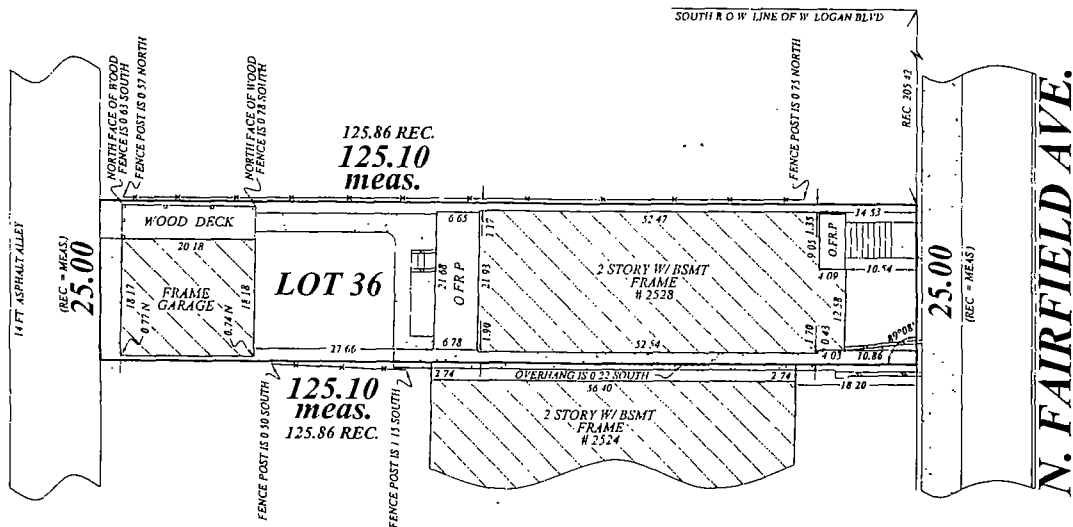 SOUTH R O W LINE OF W LOGAN BLVD
REC 205 42
N. FAIRFIELD AVE.
NORTH FACE OF WOOD
FENCE IS 0 63 SOUTH
FENCE POST IS 0 57 NORTH
NORTH FACE OF WOOD
FENCE IS 0 78 SOUTH
FENCE POST IS 0 75 NORTH
125.86 REC.
125.10
meas.
14 FT ASPHALT ALLEY
(REC = MEAS.)
25.00
WOOD DECK
20 18
FRAME
GARAGE
18 17
0.77 N
0.74 N
18 18
LOT 36
27 66
6 65
21 68
O FR P
6 78
1.17
21 93
1.90
52 47
2 STORY W/ BSMT
FRAME
# 2528
52 54
1.35
9 05
O.FR.P
4 09
12 58
1.70
0.45
4 03
14 53
10.54
89°08'
10.86
18 20
25.00
(REC = MEAS)
2 74
OVERHANG IS 0 22 SOUTH
2 74
56 40
2 STORY W/ BSMT
FRAME
# 2524
125.10
meas.
125.86 REC.
FENCE POST IS 0 50 SOUTH
FENCE POST IS 1 15 SOUTH